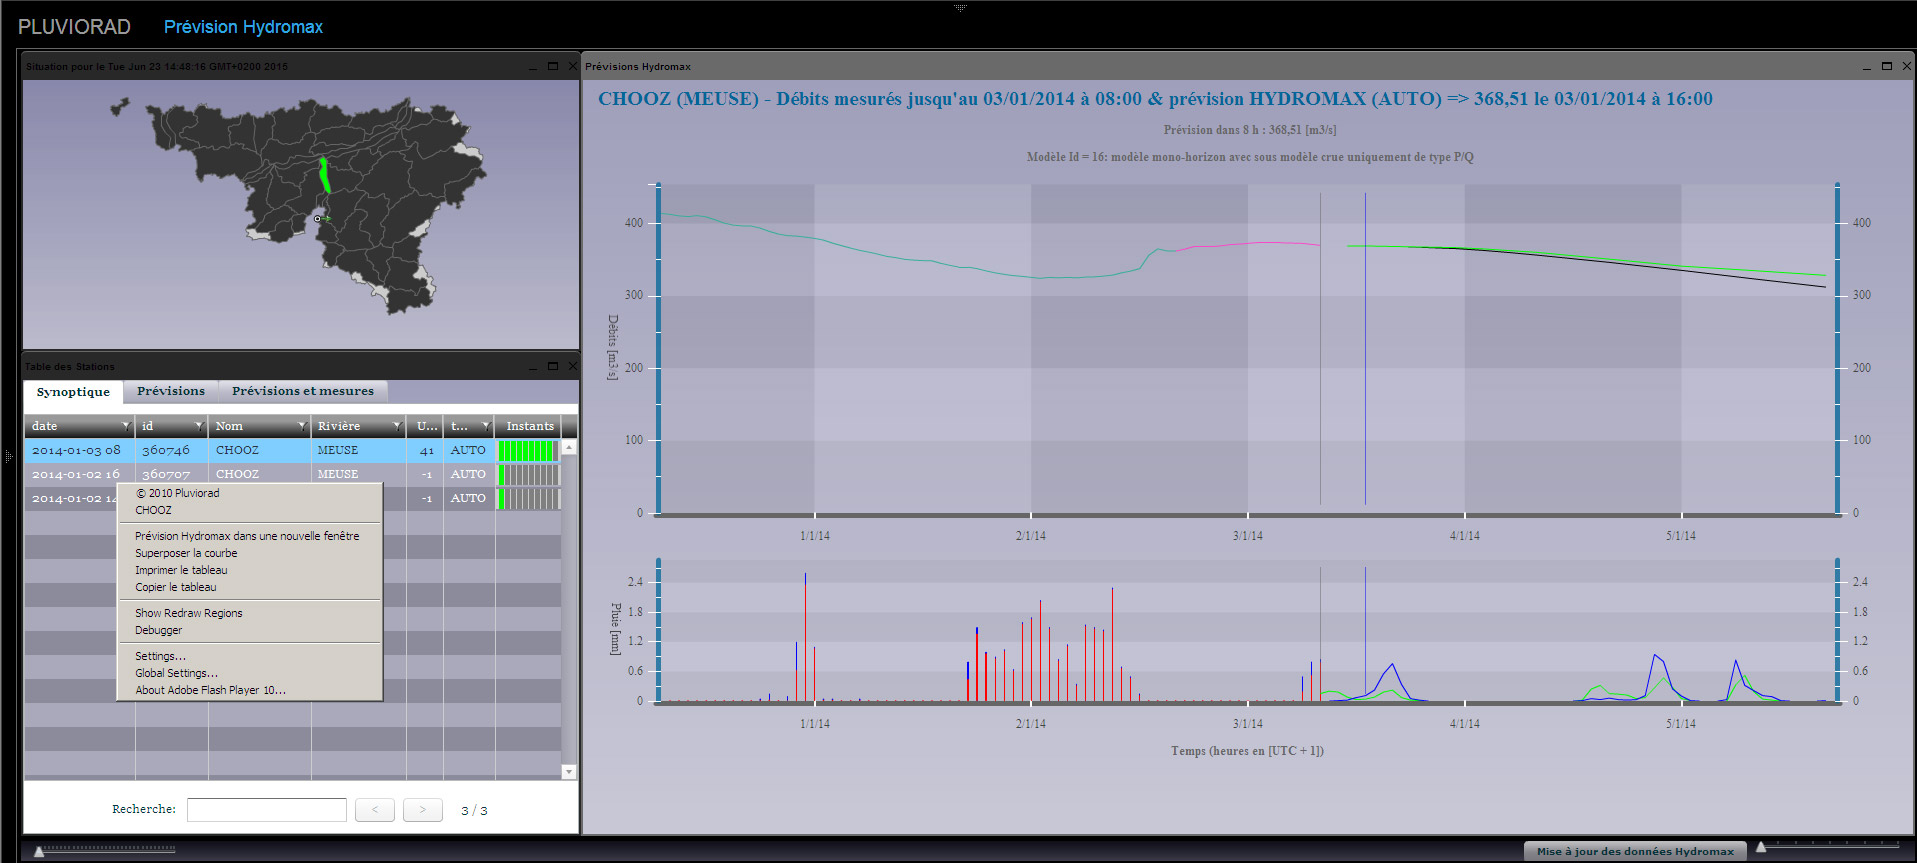 PLUVIORAD Prévision Hydromax
Situation pour le Tue Jun 23 14:48:16 GMT+0200 2015
Table des Stations
Synoptique Prévisions Prévisions et mesures
date id Nom Rivière U... t... Instants
2014-01-03 08 360746 CHOOZ MEUSE 41 AUTO
2014-01-02 16 360707 CHOOZ MEUSE -1 AUTO
2014-01-02 14 -1 AUTO
© 2010 Pluviorad
CHOOZ
Prévision Hydromax dans une nouvelle fenêtre
Superposer la courbe
Imprimer le tableau
Copier le tableau
Show Redraw Regions
Debugger
Settings...
Global Settings...
About Adobe Flash Player 10...
Recherche: < > 3 / 3
Prévisions Hydromax
CHOOZ (MEUSE) - Débits mesurés jusqu'au 03/01/2014 à 08:00 & prévision HYDROMAX (AUTO) => 368,51 le 03/01/2014 à 16:00
Prévision dans 8 h : 368,51 [m3/s]
Modèle Id = 16: modèle mono-horizon avec sous modèle crue uniquement de type P/Q
400 400
300 300
Débits [m3/s]
200 200
100 100
0 0
1/1/14 2/1/14 3/1/14 4/1/14 5/1/14
2.4 2.4
1.8 1.8
Pluie [mm]
1.2 1.2
0.6 0.6
0 0
1/1/14 2/1/14 3/1/14 4/1/14 5/1/14
Temps (heures en [UTC + 1])
Mise à jour des données Hydromax